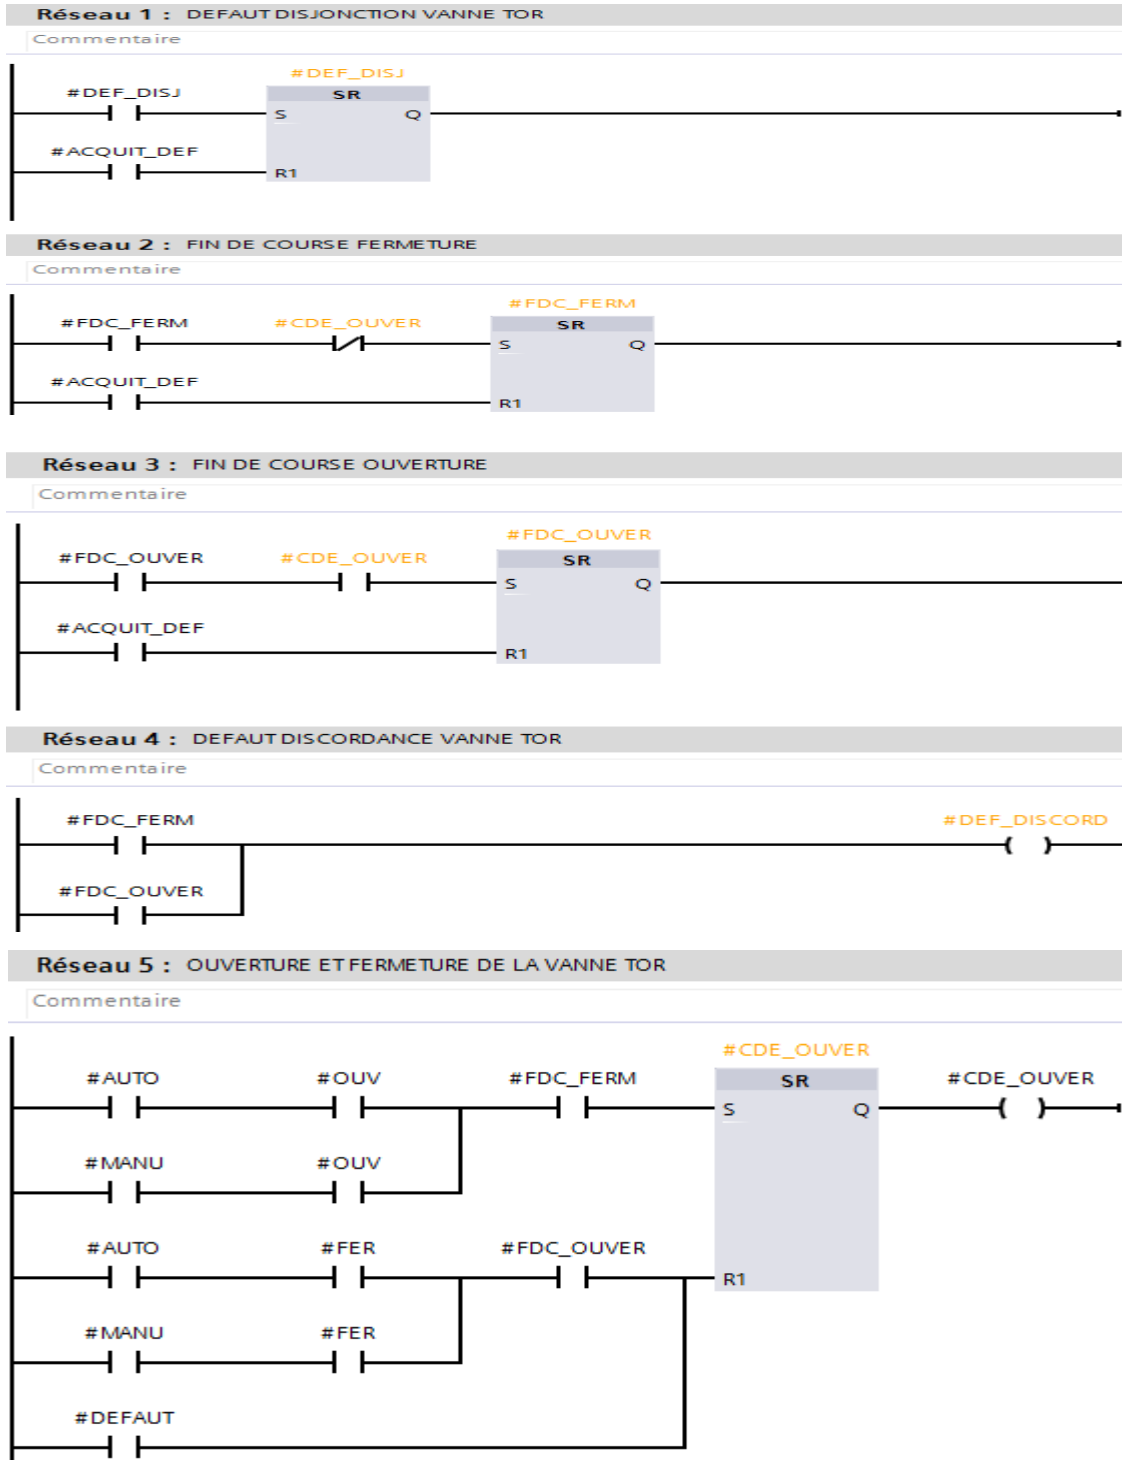 Réseau 1 : DEFAUT DISJONCTION VANNE TOR
Commentaire
#DEF_DISJ
#DEF_DISJ
SR
S Q
#ACQUIT_DEF
R1
Réseau 2 : FIN DE COURSE FERMETURE
Commentaire
#FDC_FERM
#FDC_FERM #CDE_OUVER
SR
S Q
#ACQUIT_DEF
R1
Réseau 3 : FIN DE COURSE OUVERTURE
Commentaire
#FDC_OUVER
#FDC_OUVER #CDE_OUVER
SR
S Q
#ACQUIT_DEF
R1
Réseau 4 : DEFAUT DISCORDANCE VANNE TOR
Commentaire
#FDC_FERM #DEF_DISCORD
#FDC_OUVER
Réseau 5 : OUVERTURE ET FERMETURE DE LA VANNE TOR
Commentaire
#CDE_OUVER
#AUTO #OUV #FDC_FERM SR #CDE_OUVER
S Q
#MANU #OUV
#AUTO #FER #FDC_OUVER
R1
#MANU #FER
#DEFAUT